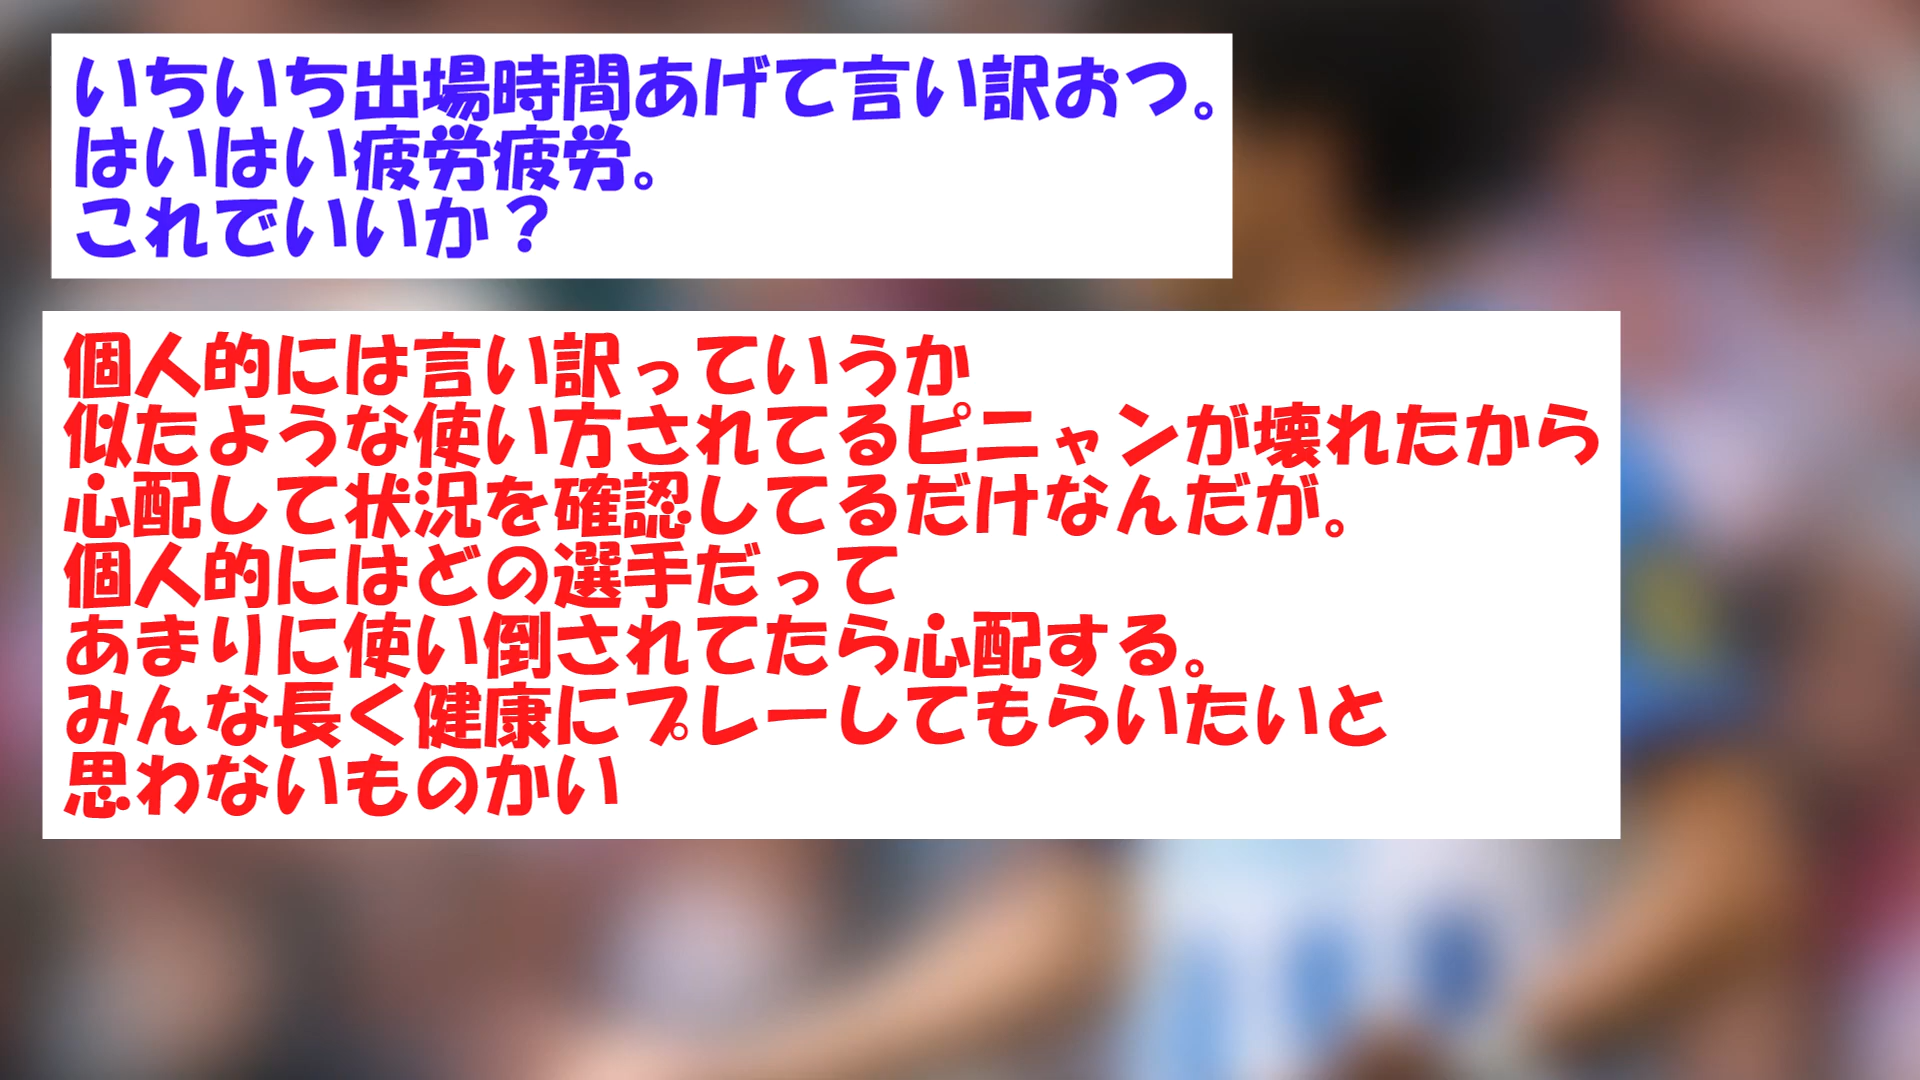 いちいち出場時間あげて言い訳おつ。
はいはい疲労疲労。
これでいいか？
個人的には言い訳っていうか
似たような使い方されてるピニャンが壊れたから
心配して状況を確認してるだけなんだが。
個人的にはどの選手だって
あまりに使い倒されてたら心配する。
みんな長く健康にプレーしてもらいたいと
思わないものかい